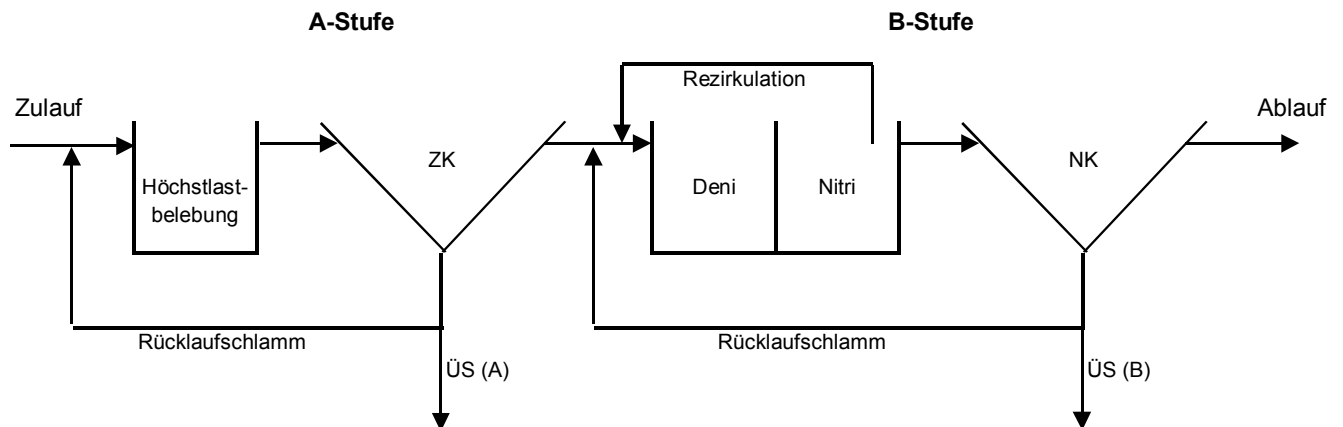 A-Stufe
B-Stufe
Rezirkulation
Zulauf
Ablauf
ZK
NK
Höchstlast-
belebung
Deni
Nitri
Rücklaufschlamm
Rücklaufschlamm
ÜS (A)
ÜS (B)